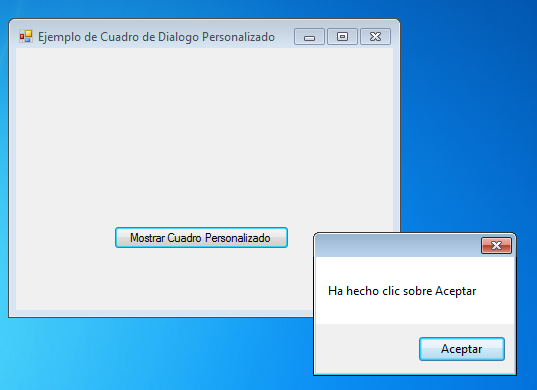 Ejemplo de Cuadro de Dialogo Personalizado
Mostrar Cuadro Personalizado
Ha hecho clic sobre Aceptar
Aceptar